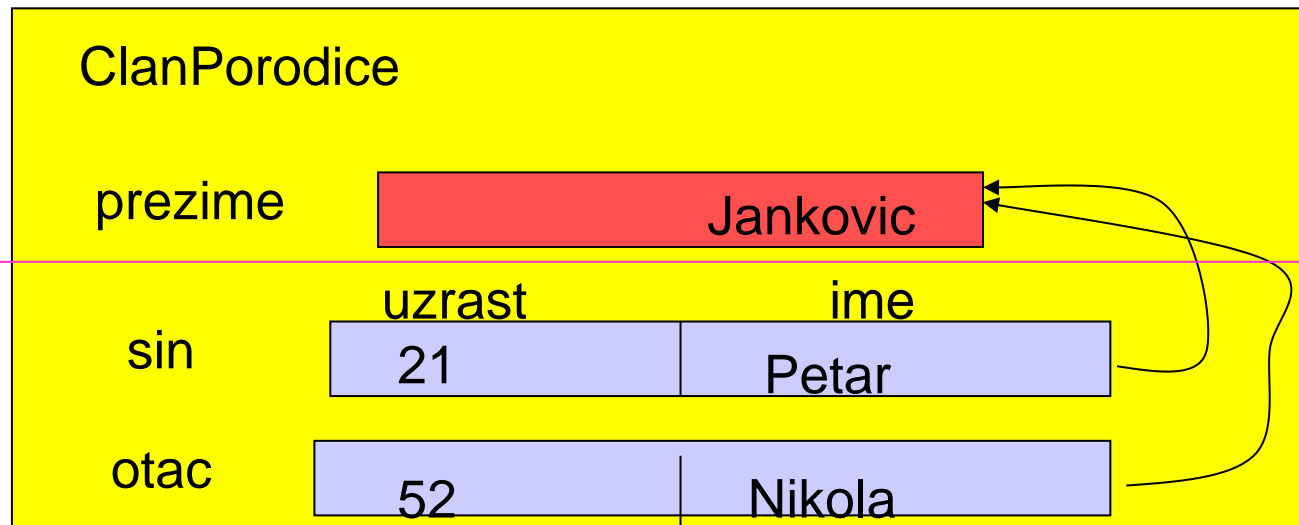 ClanPorodice
prezime Jankovic
uzrast ime
sin 21 Petar
otac 52 Nikola